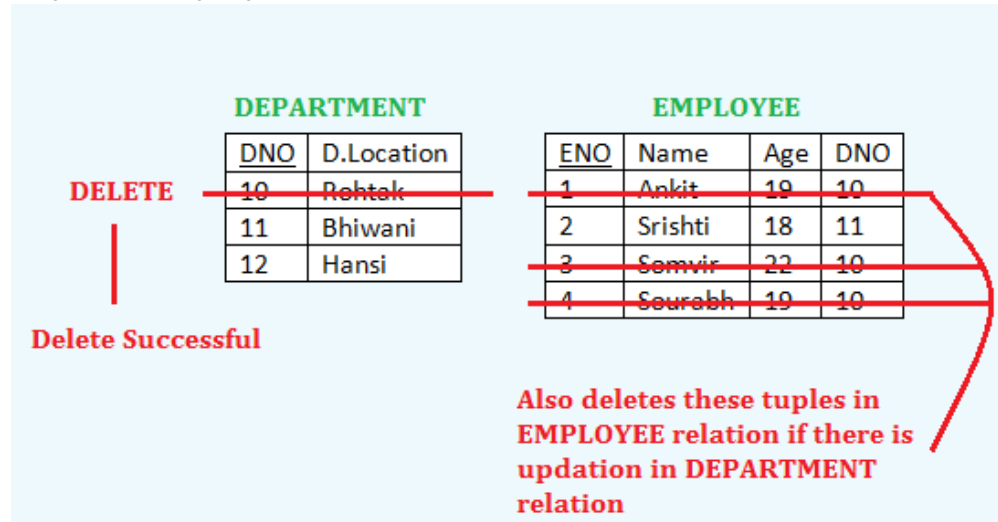 DEPARTMENT
EMPLOYEE
DNO D.Location
ENO Name Age DNO
DELETE
10 Rohtak
1 Ankit 19 10
11 Bhiwani
2 Srishti 18 11
12 Hansi
3 Somvir 22 10
4 Sourabh 19 10
Delete Successful
Also deletes these tuples in
EMPLOYEE relation if there is
updation in DEPARTMENT
relation